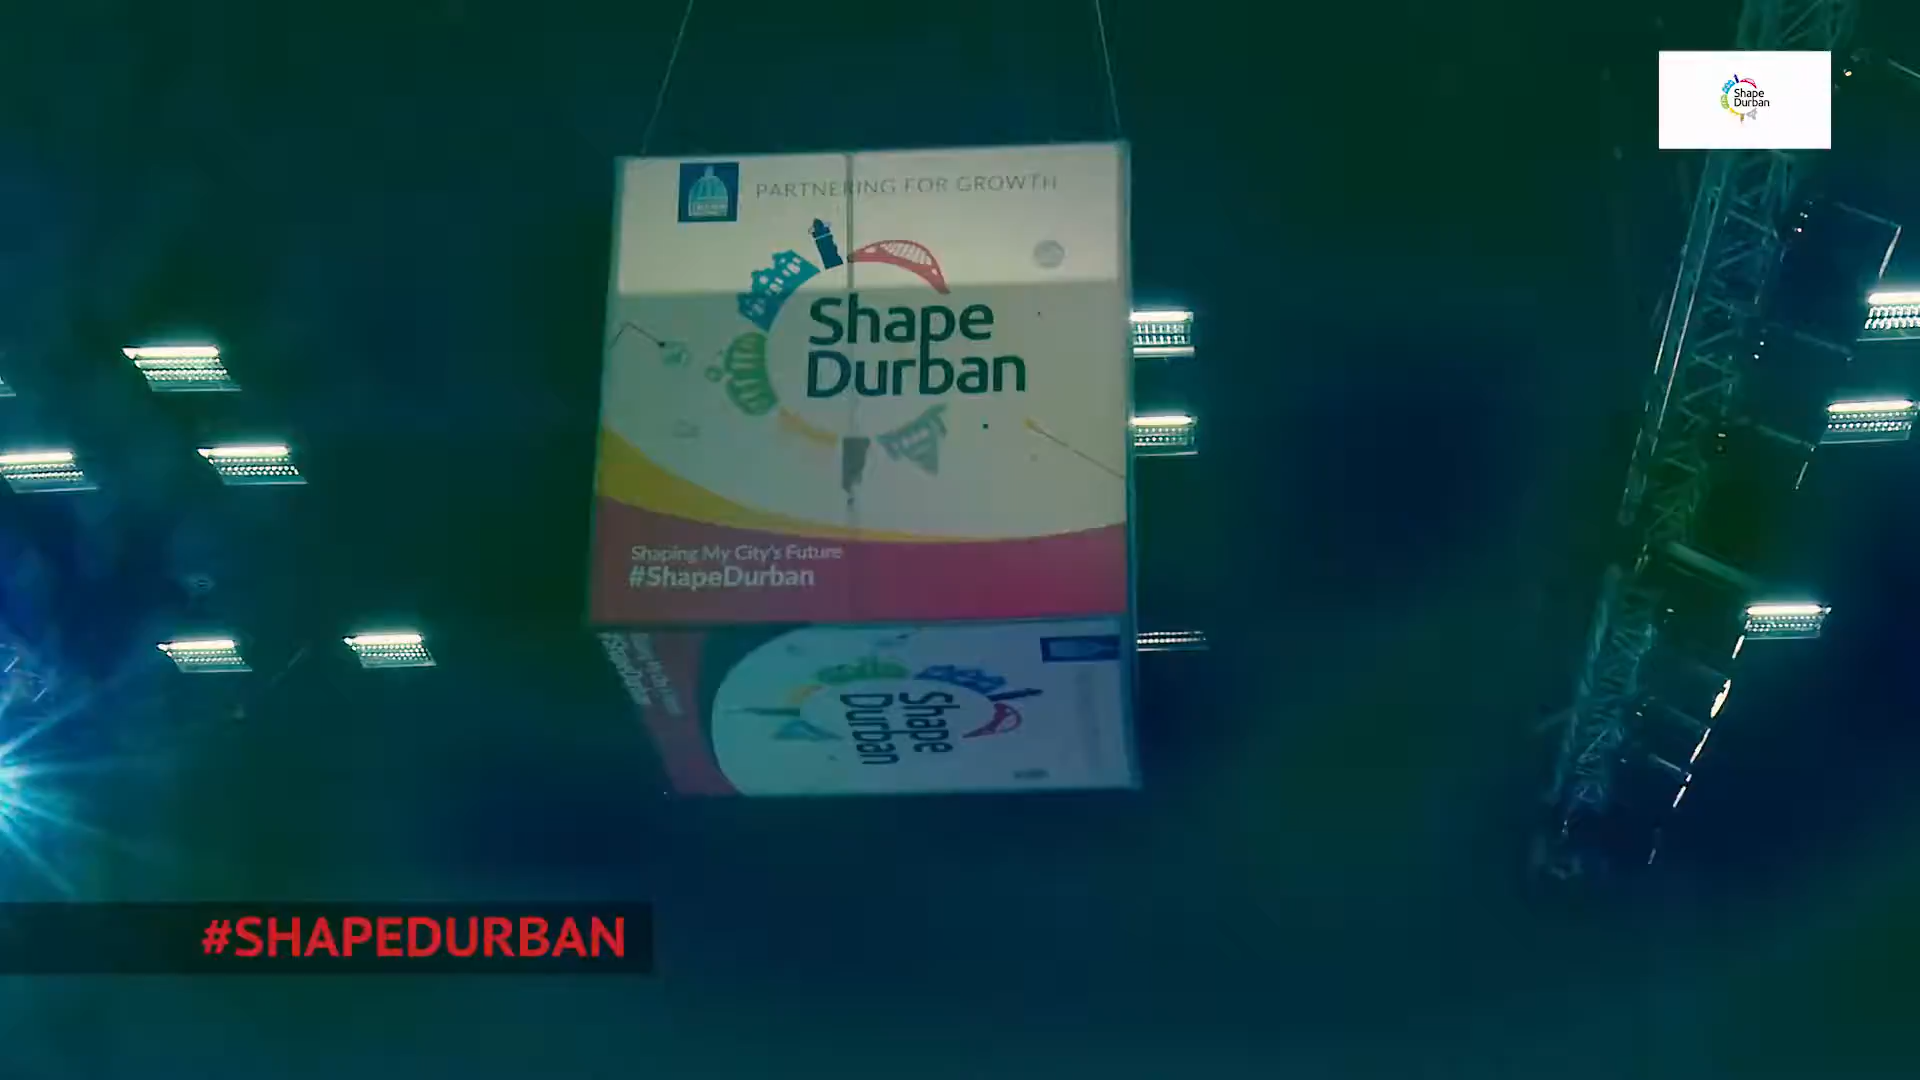 Shape
Durban
PARTNERING FOR GROWTH
Shape
Durban
Shaping My City's Future
#ShapeDurban
Shape
Durban
#SHAPEDURBAN